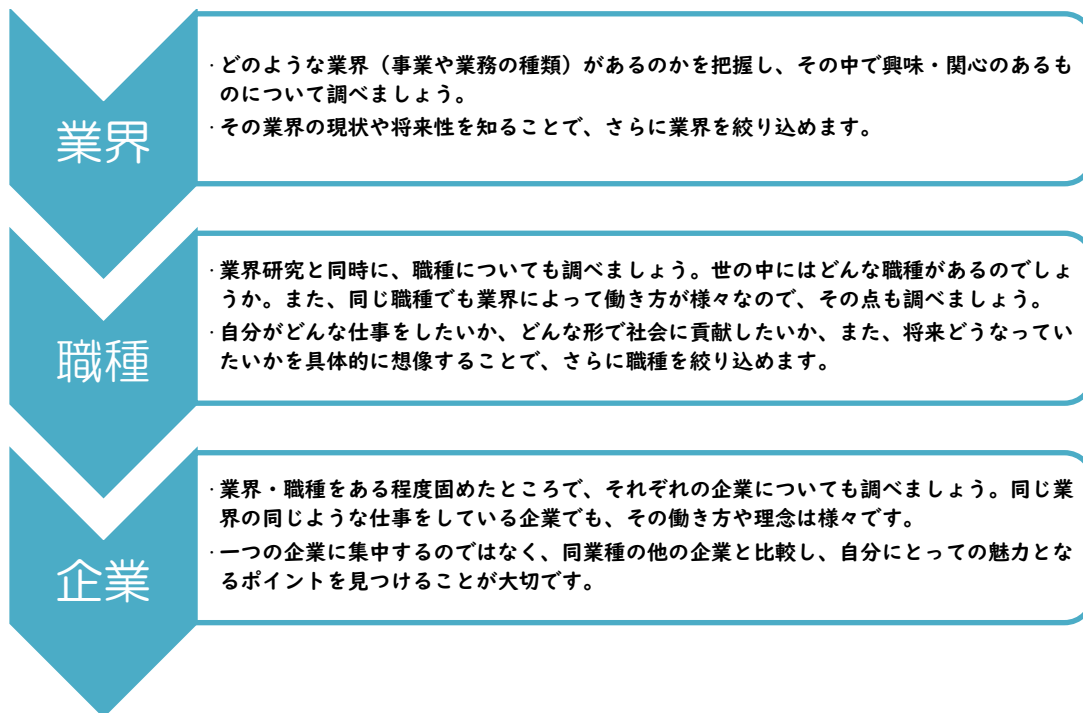 業界
・どのような業界（事業や業務の種類）があるのかを把握し、その中で興味・関心のあるも
のについて調べましょう。
・その業界の現状や将来性を知ることで、さらに業界を絞り込めます。
職種
・業界研究と同時に、職種についても調べましょう。世の中にはどんな職種があるのでしょ
うか。また、同じ職種でも業界によって働き方が様々なので、その点も調べましょう。
・自分がどんな仕事をしたいか、どんな形で社会に貢献したいか、また、将来どうなってい
たいかを具体的に想像することで、さらに職種を絞り込めます。
企業
・業界・職種をある程度固めたところで、それぞれの企業についても調べましょう。同じ業
界の同じような仕事をしている企業でも、その働き方や理念は様々です。
・一つの企業に集中するのではなく、同業種の他の企業と比較し、自分にとっての魅力とな
るポイントを見つけることが大切です。